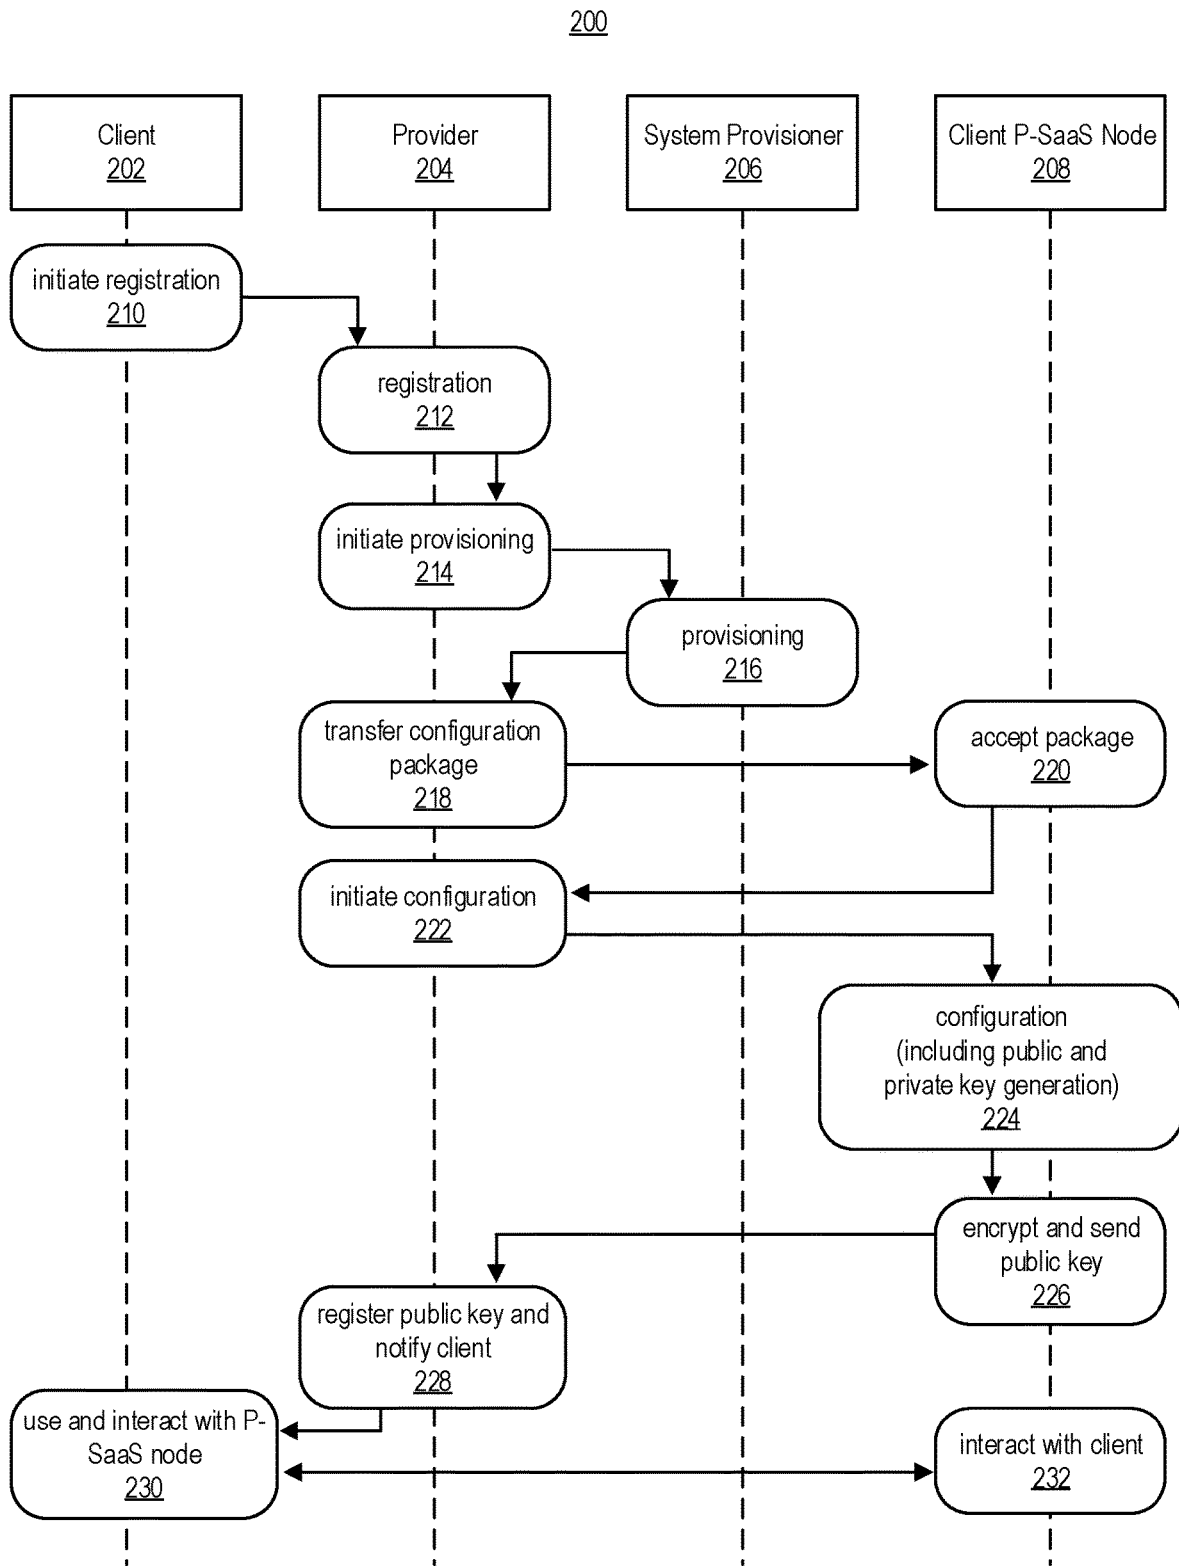 200
Client
202
Provider
204
System Provisioner
206
Client P-SaaS Node
208
initiate registration
210
registration
212
initiate provisioning
214
provisioning
216
transfer configuration
package
218
accept package
220
initiate configuration
222
configuration
(including public and
private key generation)
224
encrypt and send
public key
226
register public key and
notify client
228
use and interact with P-
SaaS node
230
interact with client
232